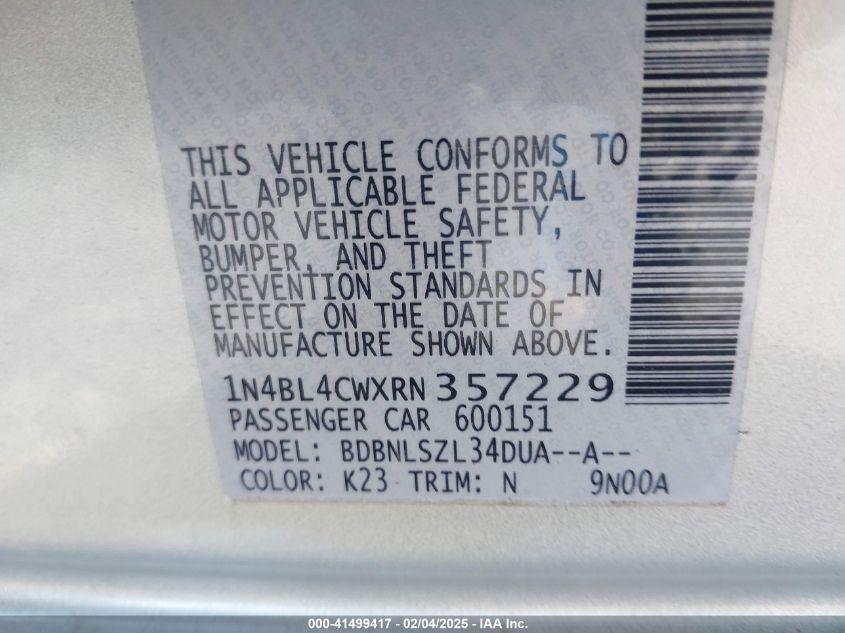 THIS VEHICLE CONFORMS TO
ALL APPLICABLE FEDERAL
MOTOR VEHICLE SAFETY,
BUMPER, AND THEFT
PREVENTION STANDARDS IN
EFFECT ON THE DATE OF
MANUFACTURE SHOWN ABOVE.
1N4BL4CWXRN357229
PASSENGER CAR 600151
MODEL: BDBNLSZL34DUA--A--
COLOR: K23 TRIM: N 9N00A
000-41499417 - 02/04/2025 - IAA Inc.